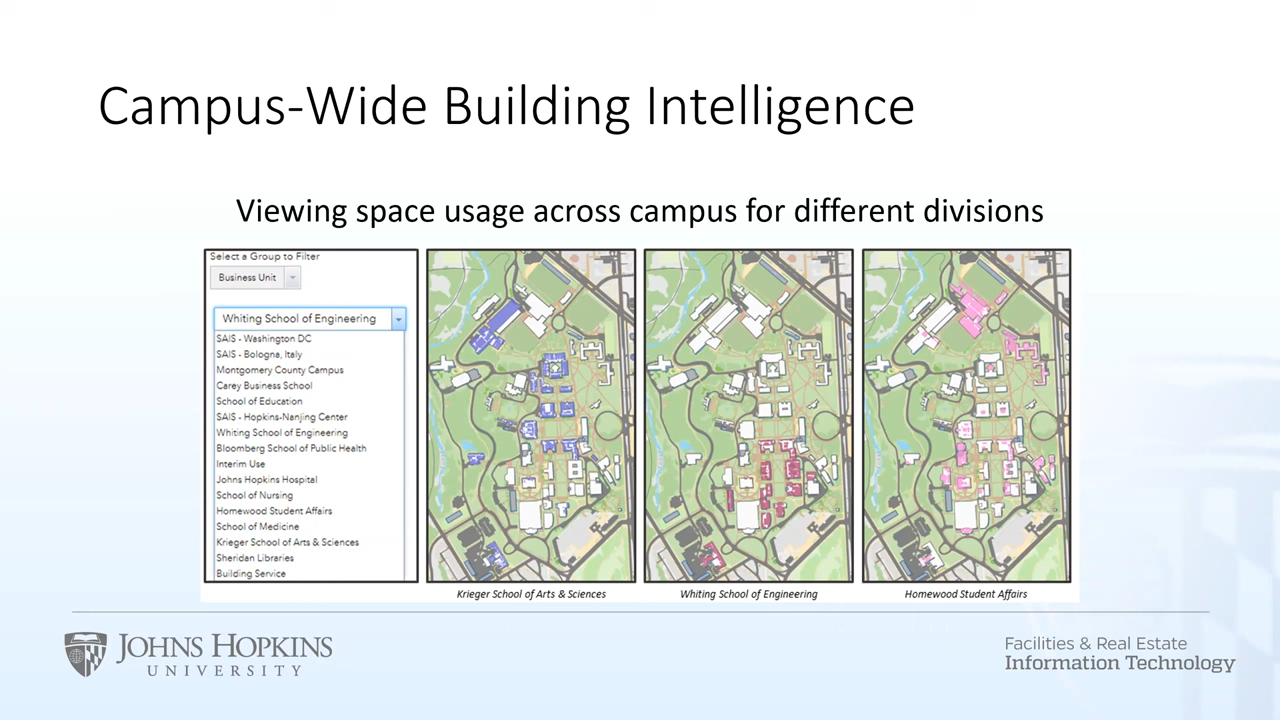 Campus-Wide Building Intelligence
Viewing space usage across campus for different divisions
Select a Group to Filter
Business Unit
Whiting School of Engineering
SAIS - Washington DC
SAIS - Bologna, Italy
Montgomery County Campus
Carey Business School
School of Education
SAIS - Hopkins-Nanjing Center
Whiting School of Engineering
Bloomberg School of Public Health
Interim Use
Johns Hopkins Hospital
School of Nursing
Homewood Student Affairs
School of Medicine
Krieger School of Arts & Sciences
Sheridan Libraries
Building Service
Krieger School of Arts & Sciences
Whiting School of Engineering
Homewood Student Affairs
JOHNS HOPKINS
UNIVERSITY
Facilities & Real Estate
Information Technology